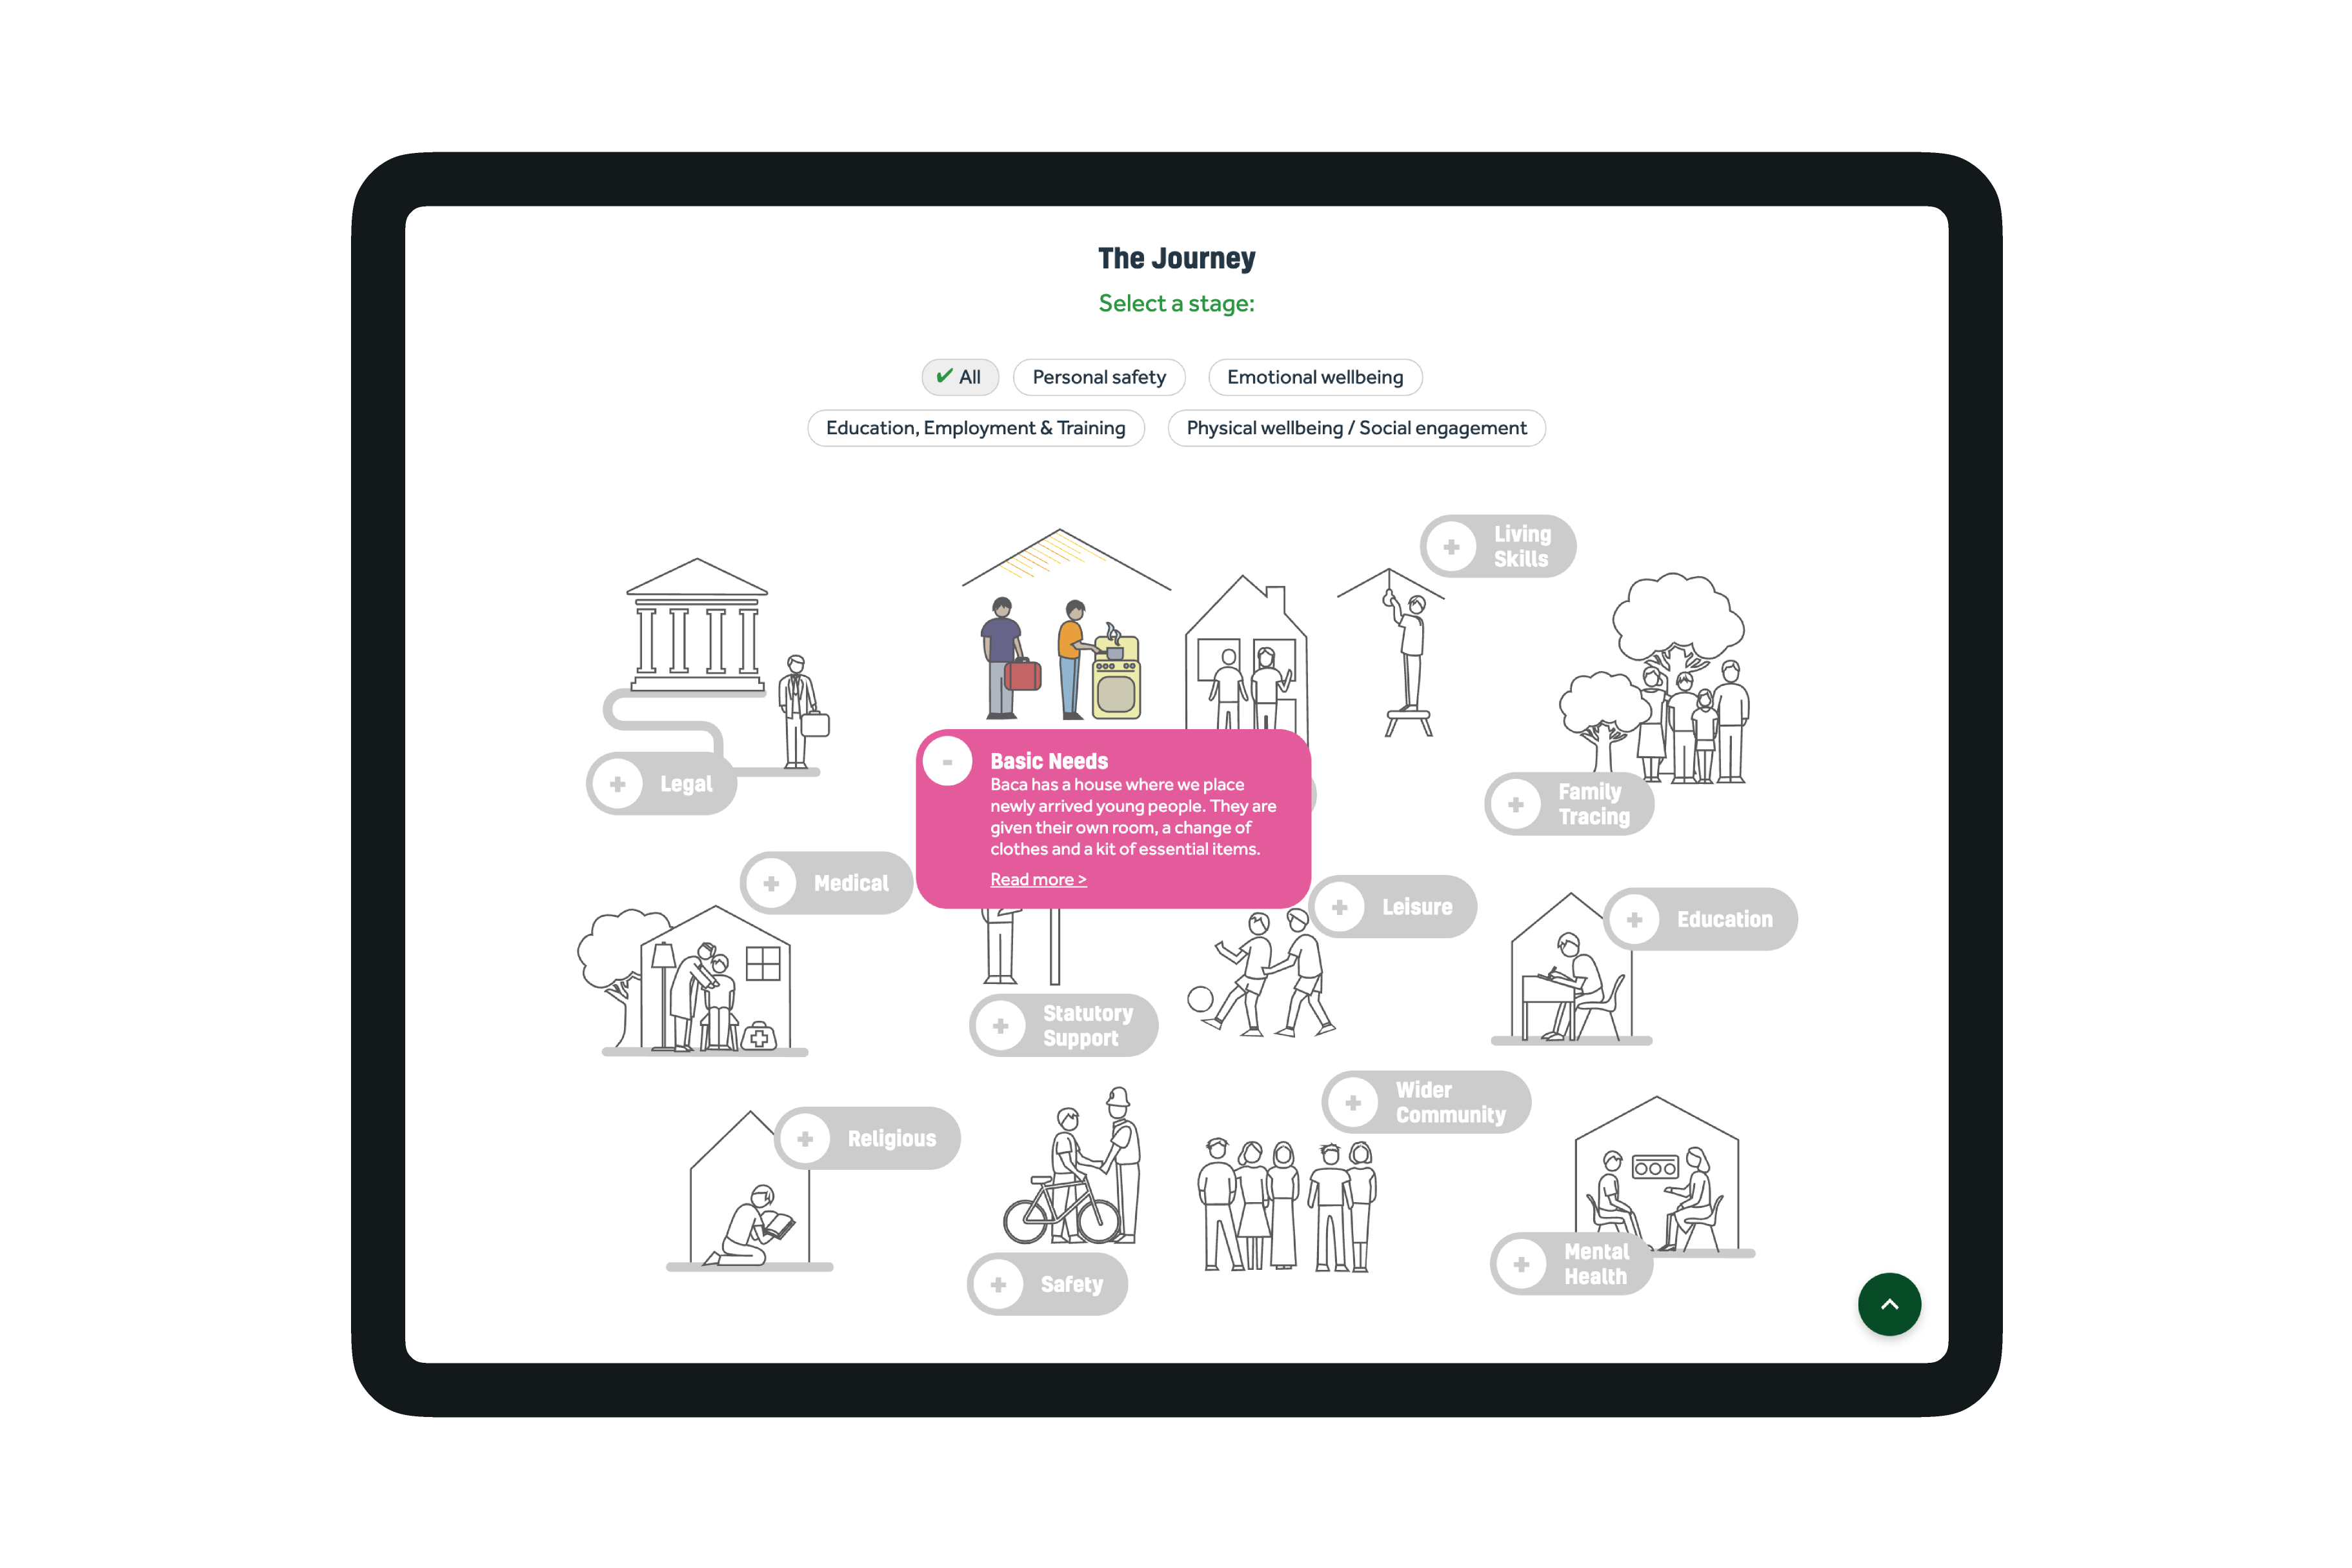 The Journey
Select a stage:
✔ All
Personal safety
Emotional wellbeing
Education, Employment & Training
Physical wellbeing / Social engagement
+ Living
Skills
+ Legal
- Basic Needs
Baca has a house where we place
newly arrived young people. They are
given their own room, a change of
clothes and a kit of essential items.
Read more >
+ Family
Tracing
+ Medical
+ Leisure
+ Education
+ Statutory
Support
+ Wider
Community
+ Religious
+ Mental
Health
+ Safety